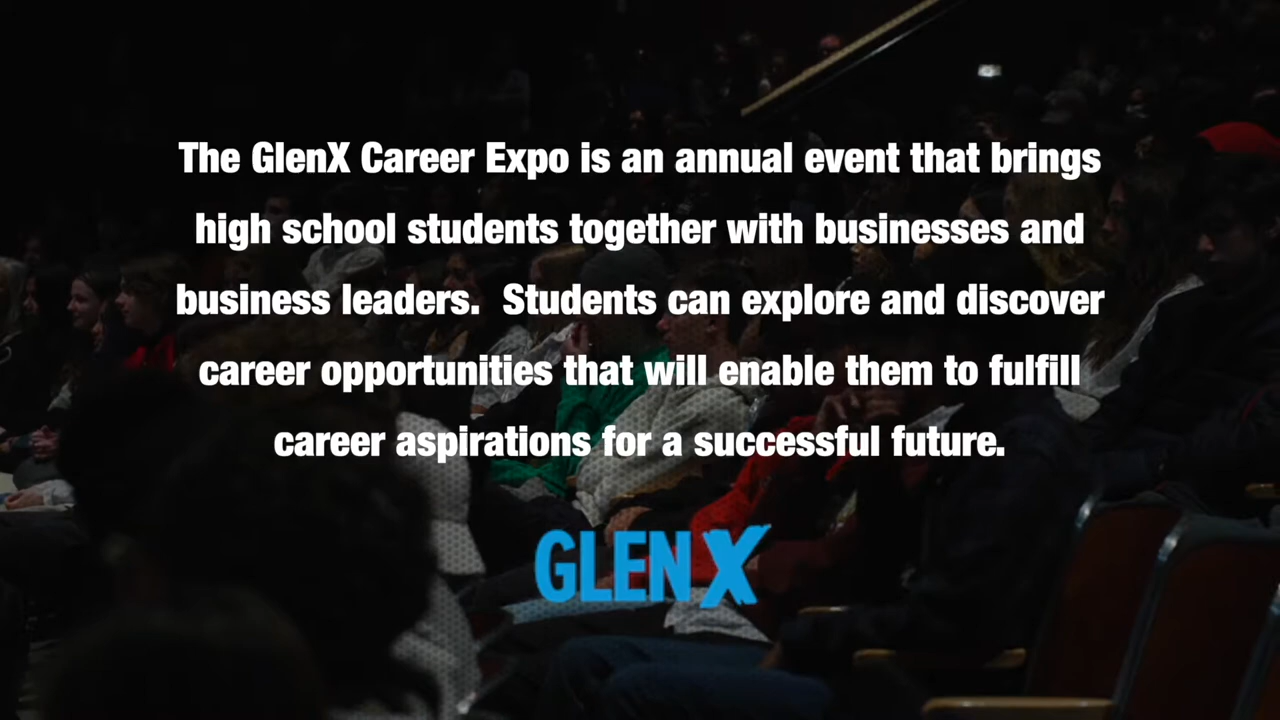 The GlenX Career Expo is an annual event that brings
high school students together with businesses and
business leaders.  Students can explore and discover
career opportunities that will enable them to fulfill
career aspirations for a successful future.
GLENX